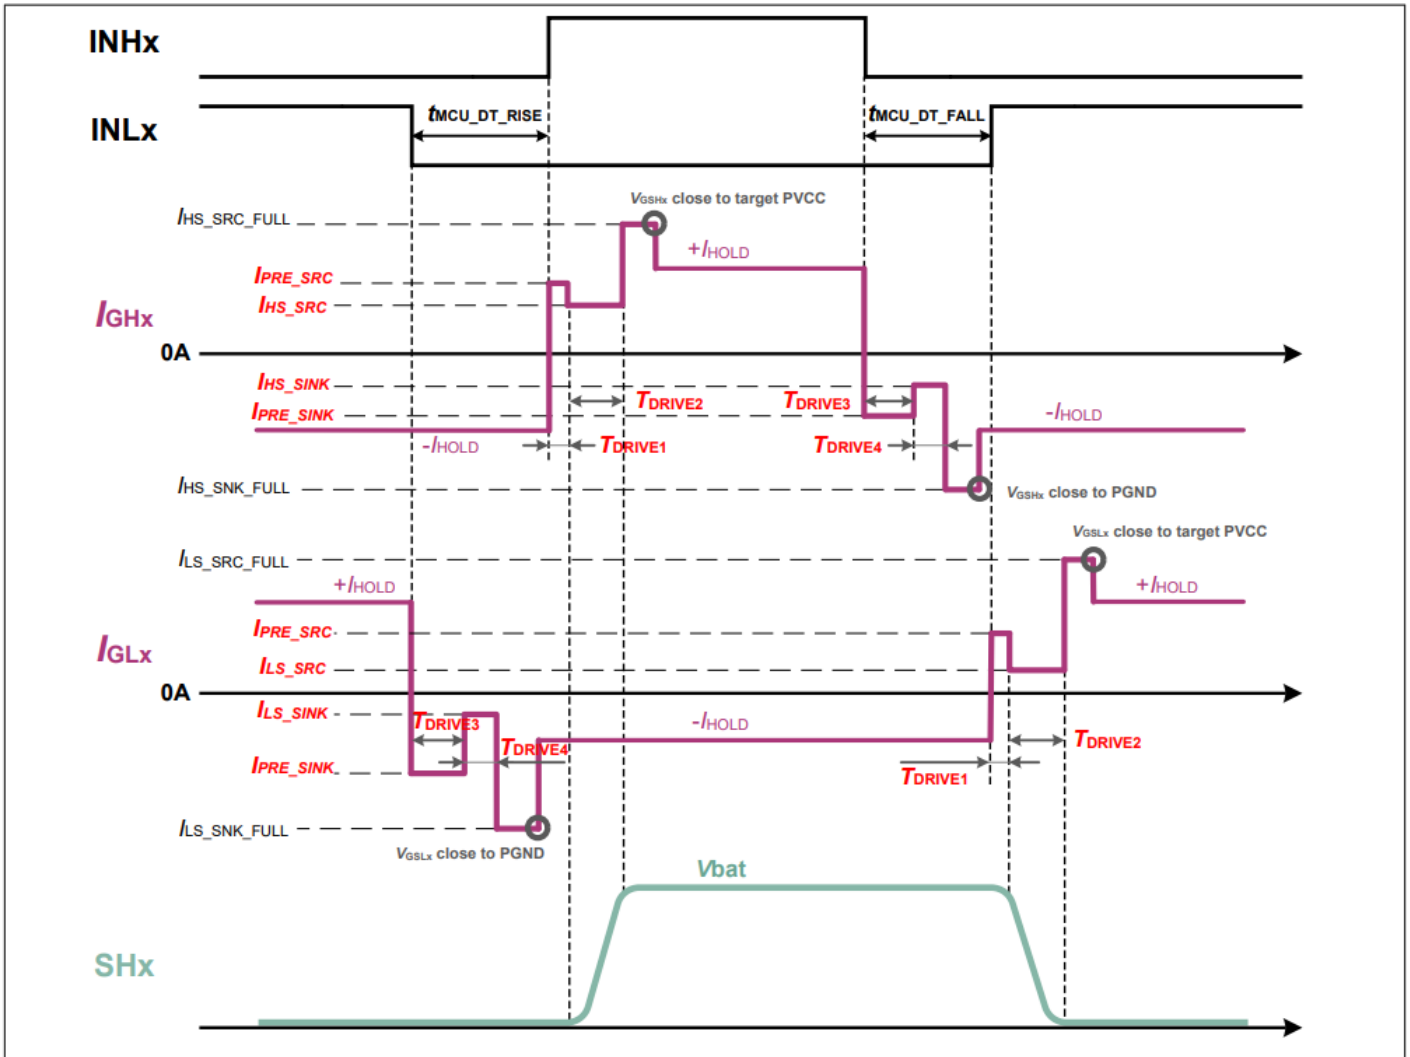 INHx
INLx
tMCU_DT_RISE
tMCU_DT_FALL
VGSHx close to target PVCC
IHS_SRC_FULL
+IHOLD
IPRE_SRC
IHS_SRC
IGHx
0A
IHS_SINK
TDRIVE2
TDRIVE3
IPRE_SINK
-IHOLD
-IHOLD
TDRIVE1
TDRIVE4
IHS_SNK_FULL
VGSHx close to PGND
VGSLx close to target PVCC
ILS_SRC_FULL
+IHOLD
+IHOLD
IPRE_SRC
IGLx
ILS_SRC
0A
ILS_SINK
TDRIVE3
-IHOLD
TDRIVE4
TDRIVE2
IPRE_SINK
TDRIVE1
ILS_SNK_FULL
VGSLx close to PGND
Vbat
SHx